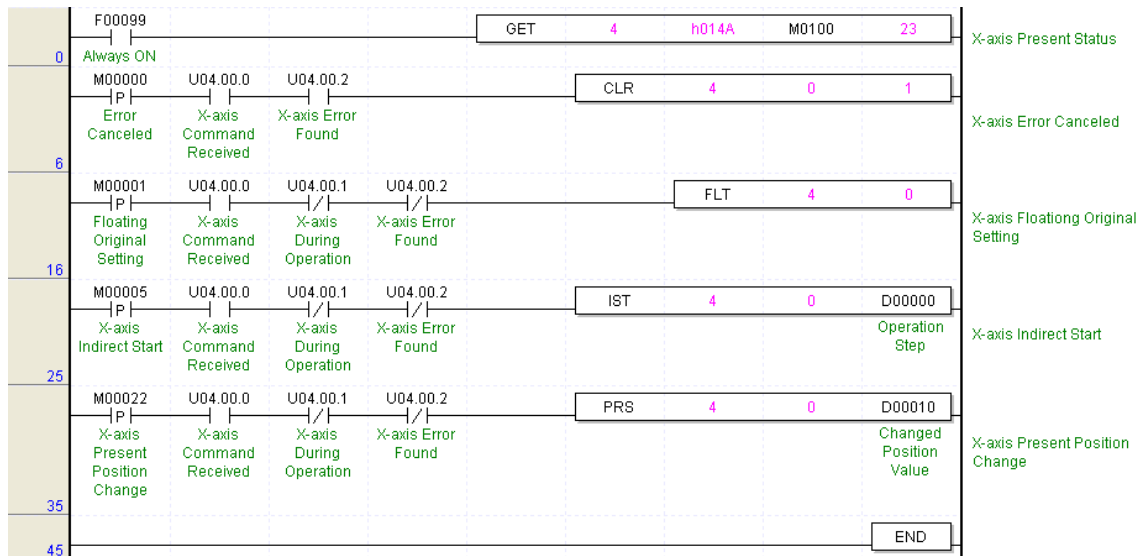 F00099
GET 4 h014A M0100 23
X-axis Present Status
0 Always ON
M00000 U04.00.0 U04.00.2
P
CLR 4 0 1
Error X-axis X-axis Error
Canceled Command Found
Received
X-axis Error Canceled
6
M00001 U04.00.0 U04.00.1 U04.00.2
P
FLT 4 0
Floating X-axis X-axis X-axis Error
Original Command During Found
Setting Received Operation
X-axis Floationg Original
Setting
16
M00005 U04.00.0 U04.00.1 U04.00.2
P
IST 4 0 D00000
X-axis X-axis X-axis X-axis Error Operation
Indirect Start Command During Found Step
Received Operation
X-axis Indirect Start
25
M00022 U04.00.0 U04.00.1 U04.00.2
P
PRS 4 0 D00010
X-axis X-axis X-axis X-axis Error Changed
Present Command During Found Position
Position Received Operation Value
Change
X-axis Present Position
Change
35
END
45